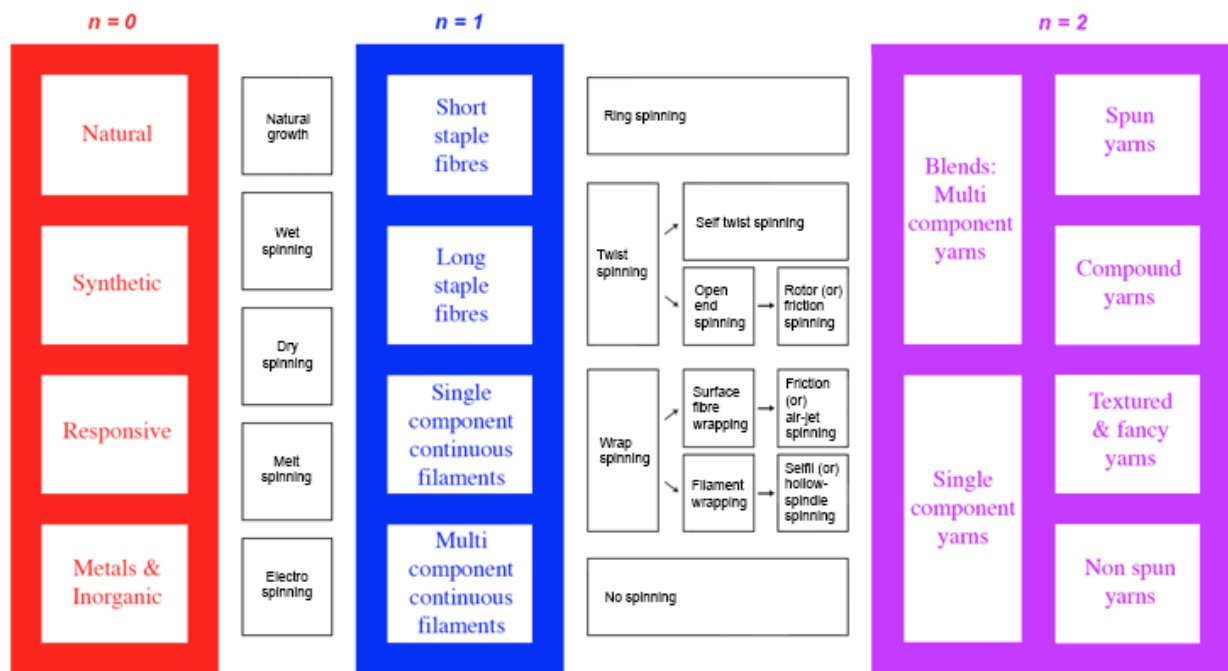 n = 0
n = 1
n = 2
Natural
Synthetic
Responsive
Metals &
Inorganic
Natural
growth
Wet
spinning
Dry
spinning
Melt
spinning
Electro
spinning
Short
staple
fibres
Long
staple
fibres
Single
component
continuous
filaments
Multi
component
continuous
filaments
Ring spinning
Twist
spinning
Self twist spinning
Open
end
spinning
Rotor (or)
friction
spinning
Wrap
spinning
Surface
fibre
wrapping
Friction
(or)
air-jet
spinning
Filament
wrapping
Selfil (or)
hollow-
spindle
spinning
No spinning
Blends:
Multi
component
yarns
Single
component
yarns
Spun
yarns
Compound
yarns
Textured
& fancy
yarns
Non spun
yarns